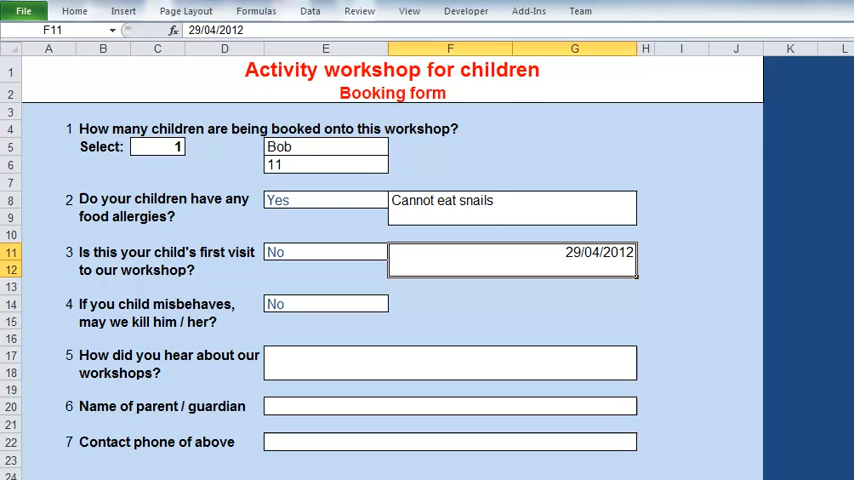 File Home Insert Page Layout Formulas Data Review View Developer Add-Ins Team
F11 fx 29/04/2012
A B C D E F G H I J K L
1 Activity workshop for children
2 Booking form
3
4 1 How many children are being booked onto this workshop?
5 Select: 1 Bob
6 11
7
8 2 Do your children have any Yes Cannot eat snails
9 food allergies?
10
11 3 Is this your child's first visit No 29/04/2012
12 to our workshop?
13
14 4 If you child misbehaves, No
15 may we kill him / her?
16
17 5 How did you hear about our
18 workshops?
19
20 6 Name of parent / guardian
21
22 7 Contact phone of above
23
24